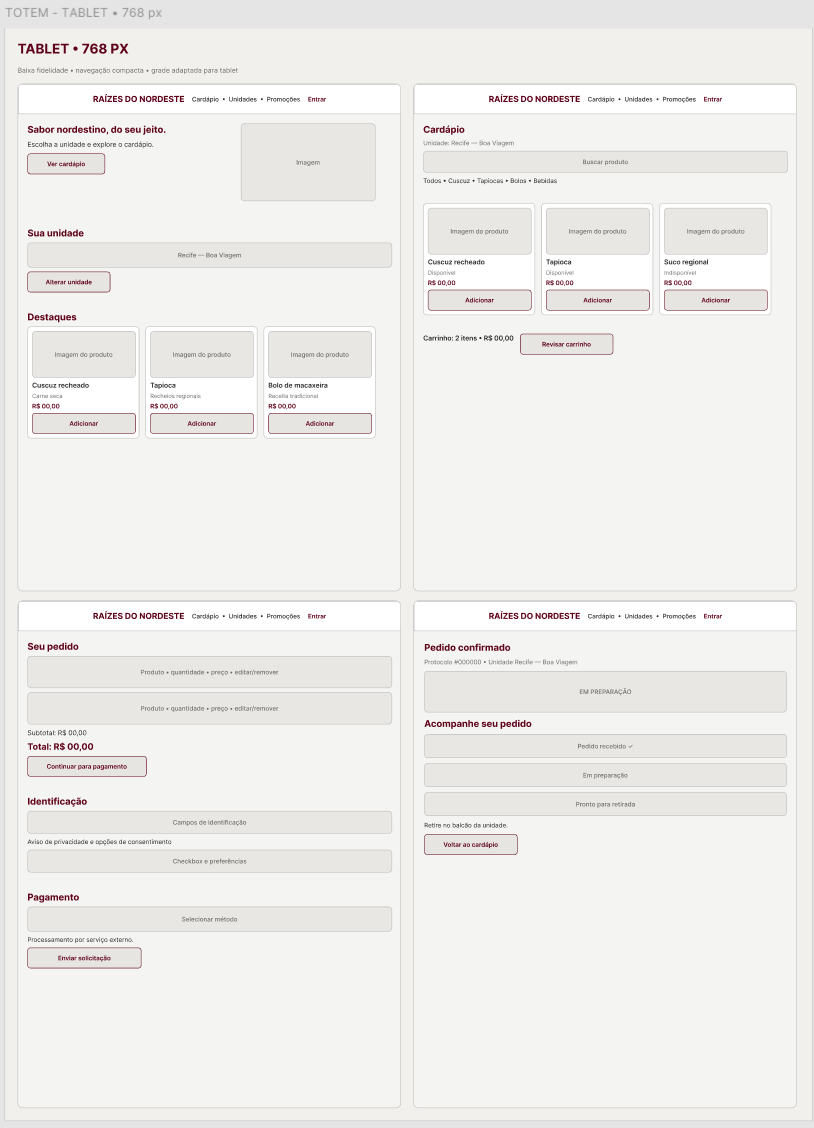 TOTEM - TABLET • 768 px
TABLET • 768 PX
Baixa fidelidade • navegação compacta • grade adaptada para tablet
RAÍZES DO NORDESTE Cardápio • Unidades • Promoções Entrar
Sabor nordestino, do seu jeito.
Escolha a unidade e explore o cardápio.
Ver cardápio
Imagem
Sua unidade
Recife — Boa Viagem
Alterar unidade
Destaques
Imagem do produto Imagem do produto Imagem do produto
Cuscuz recheado Tapioca Bolo de macaxeira
Carne seca Recheios regionais Receita tradicional
R$ 00,00 R$ 00,00 R$ 00,00
Adicionar Adicionar Adicionar
RAÍZES DO NORDESTE Cardápio • Unidades • Promoções Entrar
Cardápio
Unidade: Recife — Boa Viagem
Buscar produto
Todos • Cuscuz • Tapiocas • Bolos • Bebidas
Imagem do produto Imagem do produto Imagem do produto
Cuscuz recheado Tapioca Suco regional
Disponível Disponível Indisponível
R$ 00,00 R$ 00,00 R$ 00,00
Adicionar Adicionar Adicionar
Carrinho: 2 itens • R$ 00,00 Revisar carrinho
RAÍZES DO NORDESTE Cardápio • Unidades • Promoções Entrar
Seu pedido
Produto • quantidade • preço • editar/remover
Produto • quantidade • preço • editar/remover
Subtotal: R$ 00,00
Total: R$ 00,00
Continuar para pagamento
Identificação
Campos de identificação
Aviso de privacidade e opções de consentimento
Checkbox e preferências
Pagamento
Selecionar método
Processamento por serviço externo.
Enviar solicitação
RAÍZES DO NORDESTE Cardápio • Unidades • Promoções Entrar
Pedido confirmado
Protocolo #000000 • Unidade Recife — Boa Viagem
EM PREPARAÇÃO
Acompanhe seu pedido
Pedido recebido ✓
Em preparação
Pronto para retirada
Retire no balcão da unidade.
Voltar ao cardápio